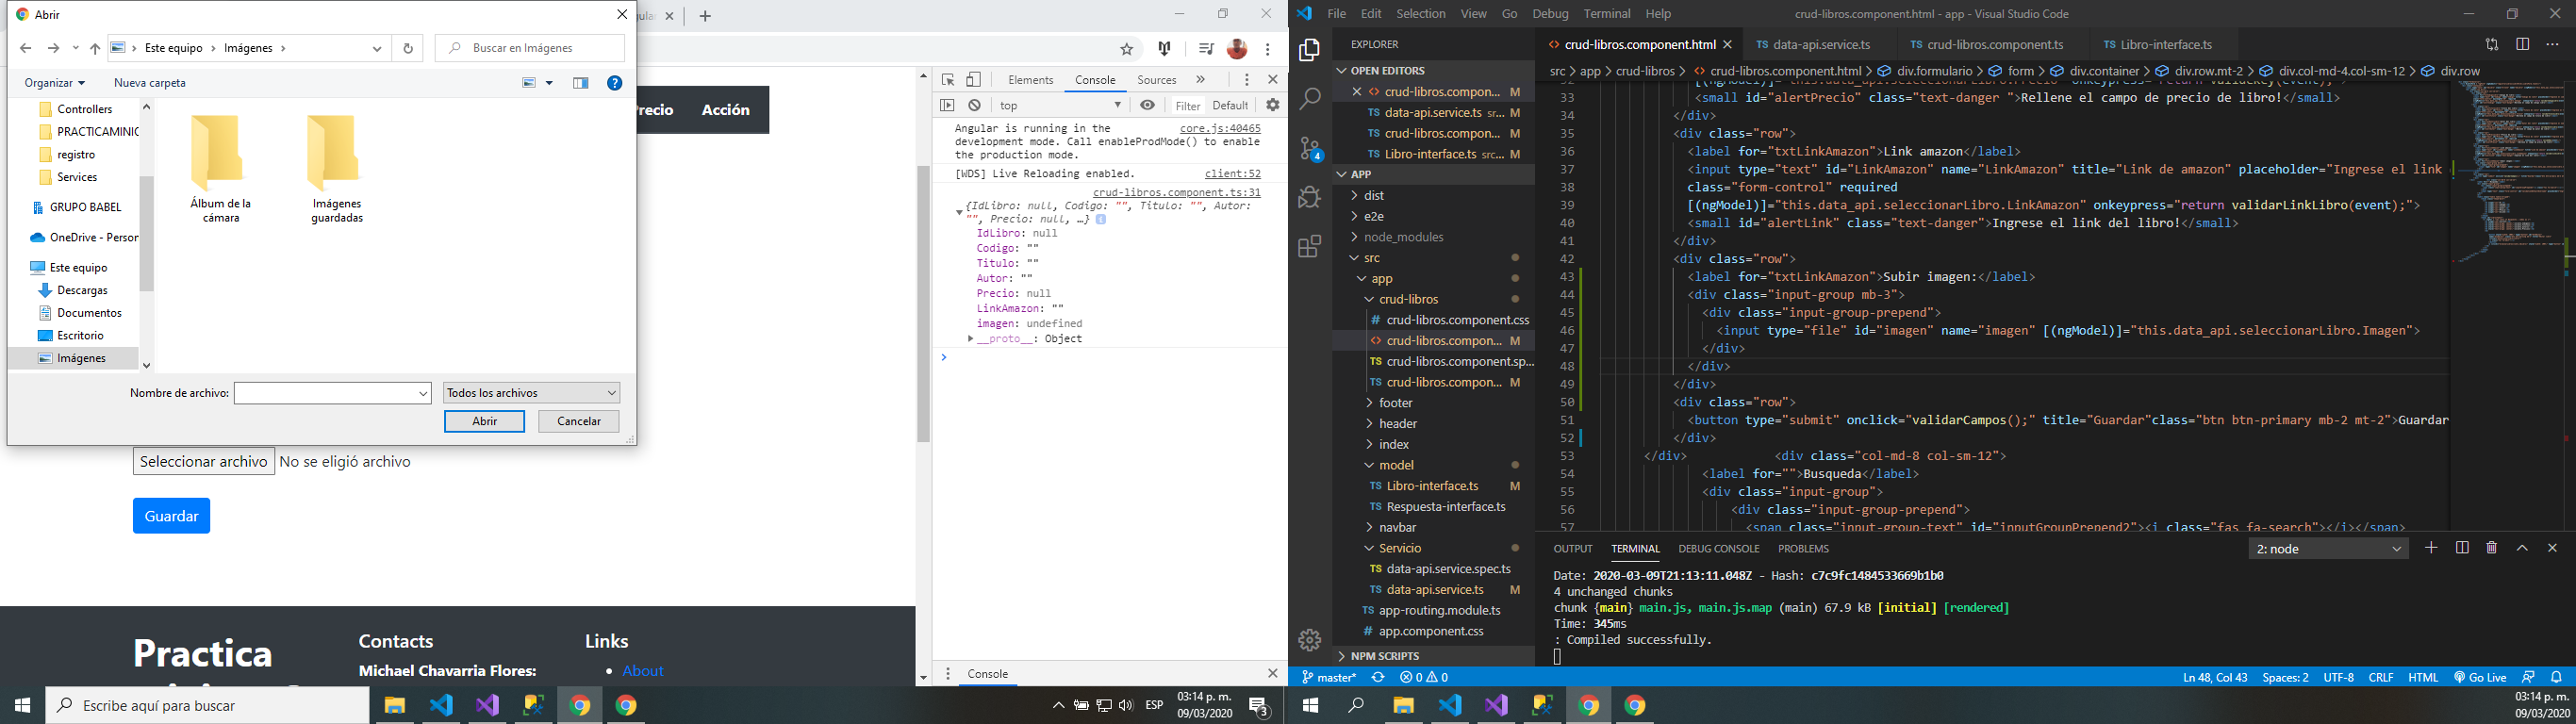 Abrir
Este equipo > Imágenes >
Buscar en Imágenes
Organizar
Nueva carpeta
Controllers
PRACTICAMINIC
registro
Services
GRUPO BABEL
OneDrive - Person
Este equipo
Descargas
Documentos
Escritorio
Imágenes
Álbum de la
cámara
Imágenes
guardadas
Nombre de archivo:
Todos los archivos
Abrir
Cancelar
Precio
Acción
Seleccionar archivo
No se eligió archivo
Guardar
Practica
Contacts
Michael Chavarria Flores:
Links
About
Elements
Console
Sources
top
Filter
Default
Angular is running in the core.js:40465
development mode. Call enableProdMode() to enable
the production mode.
[WDS] Live Reloading enabled. client:52
crud-libros.component.ts:31
{IdLibro: null, Codigo: "", Titulo: "", Autor:
"", Precio: null, …}
IdLibro: null
Codigo: ""
Titulo: ""
Autor: ""
Precio: null
LinkAmazon: ""
imagen: undefined
__proto__: Object
Console
Escribe aquí para buscar
ESP
03:14 p. m.
09/03/2020
3
File Edit Selection View Go Debug Terminal Help
crud-libros.component.html - app - Visual Studio Code
EXPLORER
OPEN EDITORS
crud-libros.compon... M
data-api.service.ts sr... M
crud-libros.compon... M
Libro-interface.ts src... M
APP
dist
e2e
node_modules
src
app
crud-libros
crud-libros.component.css
crud-libros.compon... M
crud-libros.component.sp...
crud-libros.compon... M
footer
header
index
model
Libro-interface.ts M
Respuesta-interface.ts
navbar
Servicio
data-api.service.spec.ts
data-api.service.ts M
app-routing.module.ts
app.component.css
NPM SCRIPTS
4
crud-libros.component.html
data-api.service.ts
crud-libros.component.ts
Libro-interface.ts
src > app > crud-libros > crud-libros.component.html > div.formulario > form > div.container > div.row.mt-2 > div.col-md-4.col-sm-12 > div.row
33 <small id="alertPrecio" class="text-danger ">Rellene el campo de precio de libro!</small>
34 </div>
35 <div class="row">
36 <label for="txtLinkAmazon">Link amazon</label>
37 <input type="text" id="LinkAmazon" name="LinkAmazon" title="Link de amazon" placeholder="Ingrese el link
38 class="form-control" required
39 [(ngModel)]="this.data_api.seleccionarLibro.LinkAmazon" onkeypress="return validarLinkLibro(event);">
40 <small id="alertLink" class="text-danger">Ingrese el link del libro!</small>
41 </div>
42 <div class="row">
43 <label for="txtLinkAmazon">Subir imagen:</label>
44 <div class="input-group mb-3">
45 <div class="input-group-prepend">
46 <input type="file" id="imagen" name="imagen" [(ngModel)]="this.data_api.seleccionarLibro.Imagen">
47 </div>
48 </div>
49 </div>
50 <div class="row">
51 <button type="submit" onclick="validarCampos();" title="Guardar"class="btn btn-primary mb-2 mt-2">Guardar
52 </div>
53 </div> <div class="col-md-8 col-sm-12">
54 <label for="">Busqueda</label>
55 <div class="input-group">
56 <div class="input-group-prepend">
57 <span class="input-group-text" id="inputGroupPrepend2"><i class="fas fa-search"></i></span>
OUTPUT TERMINAL DEBUG CONSOLE PROBLEMS
2: node
Date: 2020-03-09T21:13:11.048Z - Hash: c7c9fc1484533669b1b0
4 unchanged chunks
chunk {main} main.js, main.js.map (main) 67.9 kB [initial] [rendered]
Time: 345ms
: Compiled successfully.
master*
0 0
Ln 48, Col 43
Spaces: 2
UTF-8
CRLF
HTML
Go Live
03:14 p. m.
09/03/2020